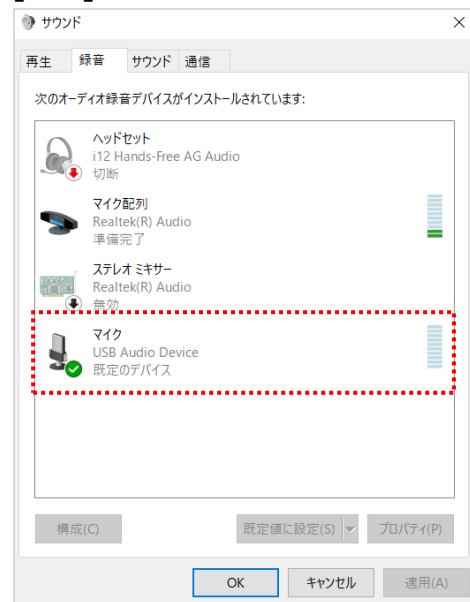 サウンド
再生 録音 サウンド 通信
次のオーディオ録音デバイスがインストールされています:
ヘッドセット
i12 Hands-Free AG Audio
切断
マイク配列
Realtek(R) Audio
準備完了
ステレオ ミキサー
Realtek(R) Audio
無効
マイク
USB Audio Device
既定のデバイス
構成(C) 既定値に設定(S) プロパティ(P)
OK キャンセル 適用(A)